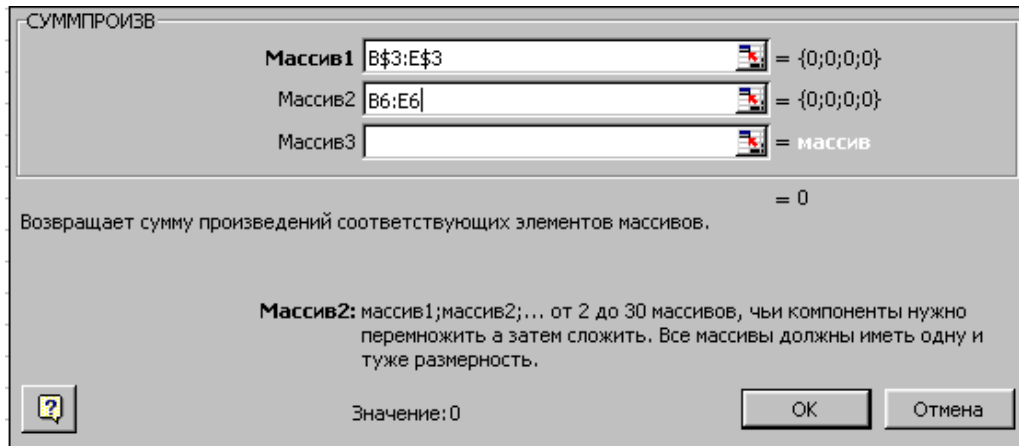 СУММПРОИЗВ
Массив1 B$3:E$3 = {0;0;0;0}
Массив2 B6:E6 = {0;0;0;0}
Массив3 = массив
= 0
Возвращает сумму произведений соответствующих элементов массивов.
Массив2: массив1;массив2;... от 2 до 30 массивов, чьи компоненты нужно
перемножить а затем сложить. Все массивы должны иметь одну и
туже размерность.
? Значение:0 OK Отмена